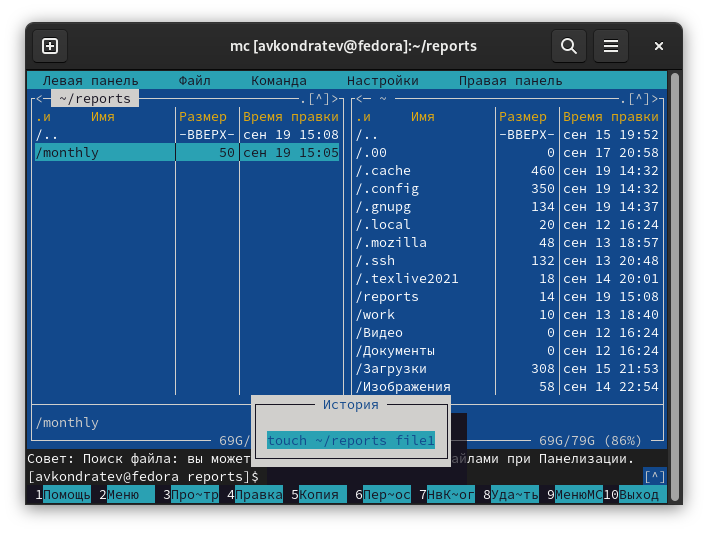 mc [avkondratev@fedora]:~/reports
Левая панель Файл Команда Настройки Правая панель
<─ ~/reports .[^]> <─ ~ .[^]>
.и Имя Размер Время правки .и Имя Размер Время правки
/.. -ВВЕРХ- сен 19 15:08 /.. -ВВЕРХ- сен 15 19:52
/monthly 50 сен 19 15:05 /.00 0 сен 17 20:58
/.cache 460 сен 19 14:32
/.config 350 сен 19 14:32
/.gnupg 134 сен 19 14:37
/.local 20 сен 12 16:24
/.mozilla 48 сен 13 18:57
/.ssh 132 сен 13 20:48
/.texlive2021 18 сен 14 20:01
/reports 14 сен 19 15:08
/work 10 сен 13 18:40
/Видео 0 сен 12 16:24
/Документы 0 сен 12 16:24
/Загрузки 308 сен 15 21:53
/Изображения 58 сен 14 22:54
История
/monthly
touch ~/reports file1
69G/ 69G/79G (86%)
Совет: Поиск файла: вы может айлами при Панелизации.
[avkondratev@fedora reports]$ [^]
1Помощь 2Меню 3Про~тр 4Правка 5Копия 6Пер~ос 7НвК~ог 8Уда~ть 9МенюМС 10Выход